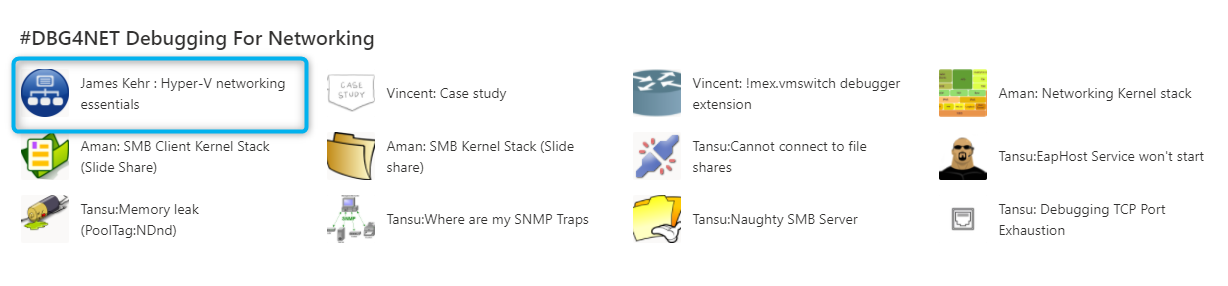 #DBG4NET Debugging For Networking
James Kehr : Hyper-V networking
essentials
CASE
STUDY
Vincent: Case study
Vincent: !mex.vmswitch debugger
extension
Aman: Networking Kernel stack
Aman: SMB Client Kernel Stack
(Slide Share)
Aman: SMB Kernel Stack (Slide
share)
Tansu:Cannot connect to file
shares
Tansu:EapHost Service won't start
Tansu:Memory leak
(PoolTag:NDnd)
SNMP
Tansu:Where are my SNMP Traps
Tansu:Naughty SMB Server
Tansu: Debugging TCP Port
Exhaustion